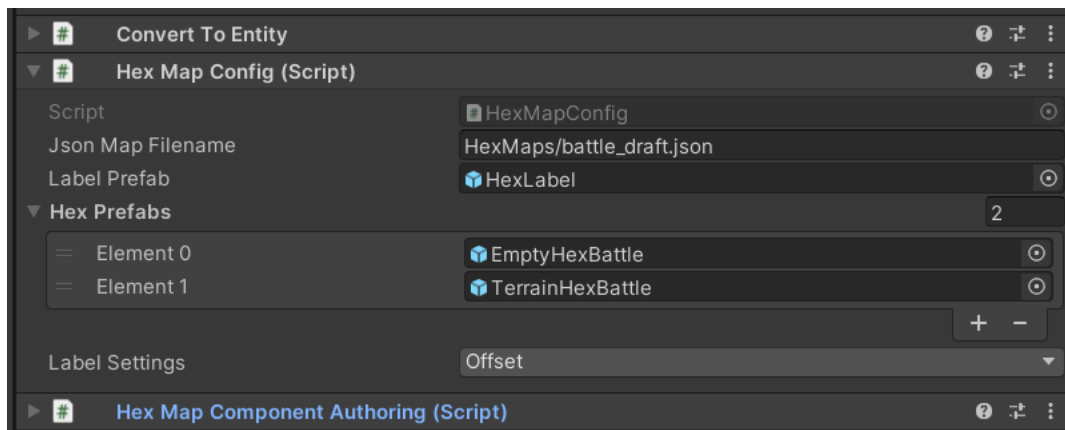 Convert To Entity
Hex Map Config (Script)
Script HexMapConfig
Json Map Filename HexMaps/battle_draft.json
Label Prefab HexLabel
Hex Prefabs 2
Element 0 EmptyHexBattle
Element 1 TerrainHexBattle
+ −
Label Settings Offset
Hex Map Component Authoring (Script)